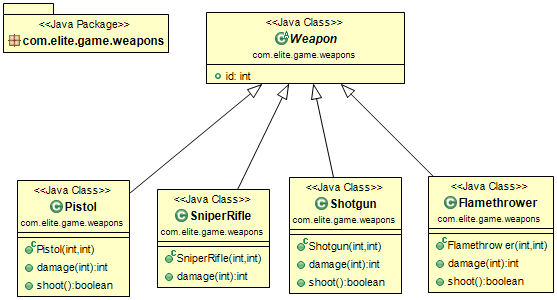 <<Java Package>>
com.elite.game.weapons
<<Java Class>>
Weapon
com.elite.game.weapons
id: int
<<Java Class>>
Pistol
com.elite.game.weapons
Pistol(int,int)
damage(int):int
shoot():boolean
<<Java Class>>
SniperRifle
com.elite.game.weapons
SniperRifle(int,int)
damage(int):int
<<Java Class>>
Shotgun
com.elite.game.weapons
Shotgun(int,int)
damage(int):int
shoot():boolean
<<Java Class>>
Flamethrower
com.elite.game.weapons
Flamethrower(int,int)
damage(int):int
shoot():boolean